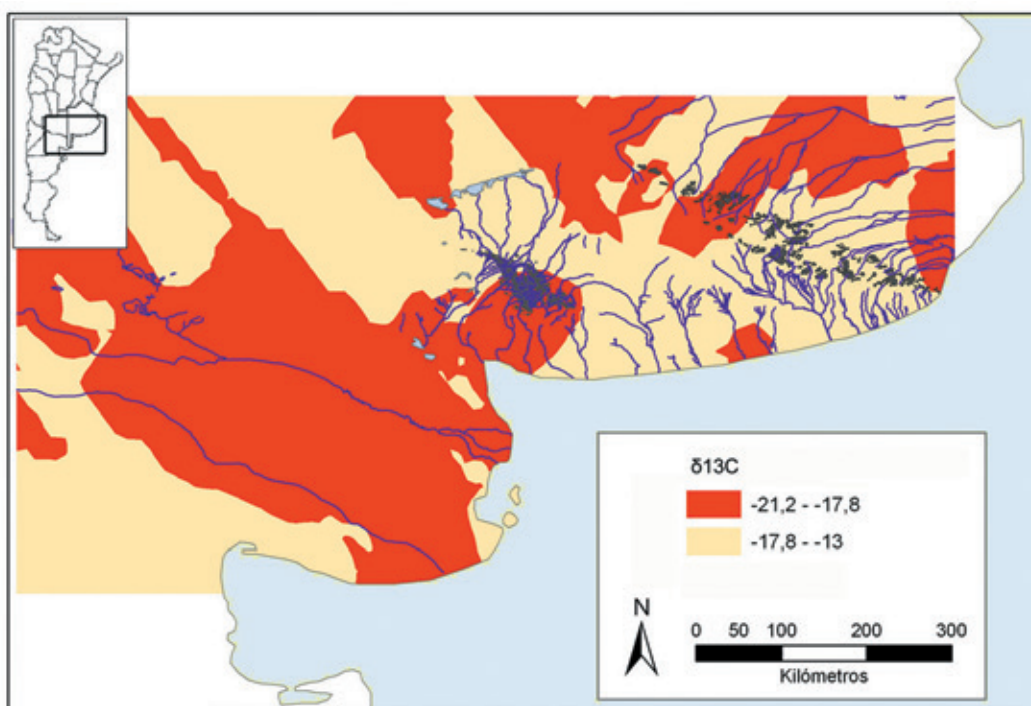 δ13C
-21,2 - -17,8
-17,8 - -13
N
0 50 100 200 300
Kilómetros